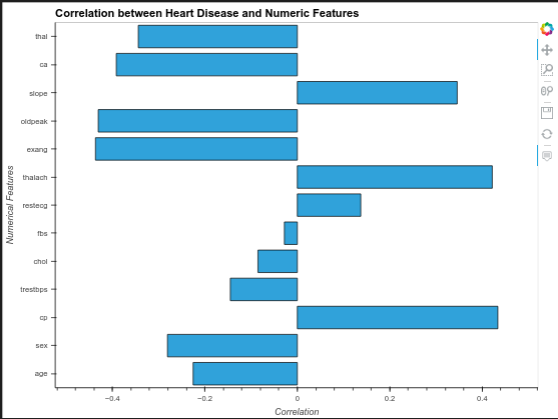 Correlation between Heart Disease and Numeric Features
Numerical Features
thal
ca
slope
oldpeak
exang
thalach
restecg
fbs
chol
trestbps
cp
sex
age
−0.4 −0.2 0 0.2 0.4
Correlation